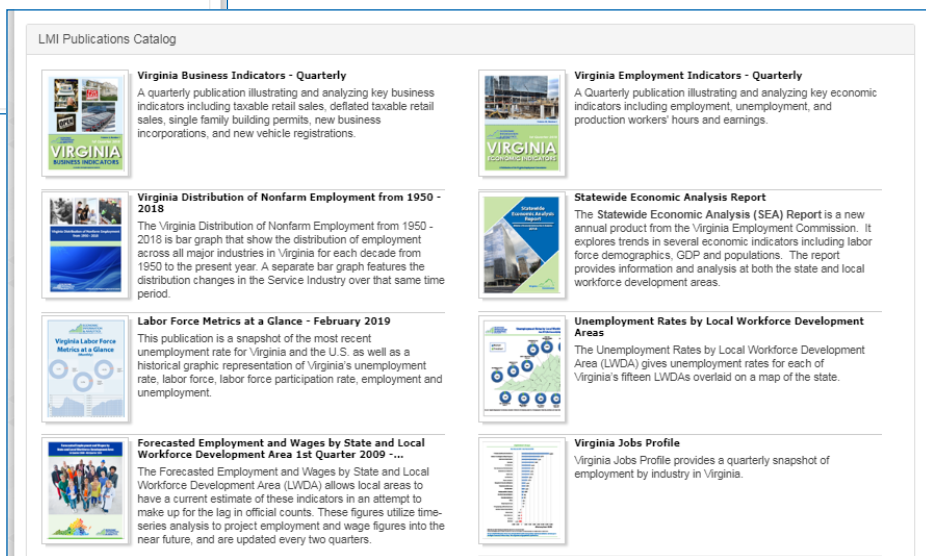 LMI Publications Catalog
Virginia Business Indicators - Quarterly
A quarterly publication illustrating and analyzing key business
indicators including taxable retail sales, deflated taxable retail
sales, single family building permits, new business
incorporations, and new vehicle registrations.
VIRGINIA
BUSINESS INDICATORS
Virginia Employment Indicators - Quarterly
A Quarterly publication illustrating and analyzing key economic
indicators including employment, unemployment, and
production workers' hours and earnings.
VIRGINIA
ECONOMIC INDICATORS
Virginia Distribution of Nonfarm Employment from 1950 -
2018
The Virginia Distribution of Nonfarm Employment from 1950 -
2018 is bar graph that show the distribution of employment
across all major industries in Virginia for each decade from
1950 to the present year. A separate bar graph features the
distribution changes in the Service Industry over that same time
period.
Statewide Economic Analysis Report
Statewide
Economic Analysis
Report
The Statewide Economic Analysis (SEA) Report is a new
annual product from the Virginia Employment Commission. It
explores trends in several economic indicators including labor
force demographics, GDP and populations. The report
provides information and analysis at both the state and local
workforce development areas.
Labor Force Metrics at a Glance - February 2019
Virginia Labor Force
Metrics at a Glance
This publication is a snapshot of the most recent
unemployment rate for Virginia and the U.S. as well as a
historical graphic representation of Virginia's unemployment
rate, labor force, labor force participation rate, employment and
unemployment.
Unemployment Rates by Local Workforce Development
Areas
The Unemployment Rates by Local Workforce Development
Area (LWDA) gives unemployment rates for each of
Virginia's fifteen LWDAs overlaid on a map of the state.
Forecasted Employment and Wages by State and Local
Workforce Development Area 1st Quarter 2009 -...
The Forecasted Employment and Wages by State and Local
Workforce Development Area (LWDA) allows local areas to
have a current estimate of these indicators in an attempt to
make up for the lag in official counts. These figures utilize time-
series analysis to project employment and wage figures into the
near future, and are updated every two quarters.
Virginia Jobs Profile
Virginia Jobs Profile provides a quarterly snapshot of
employment by industry in Virginia.